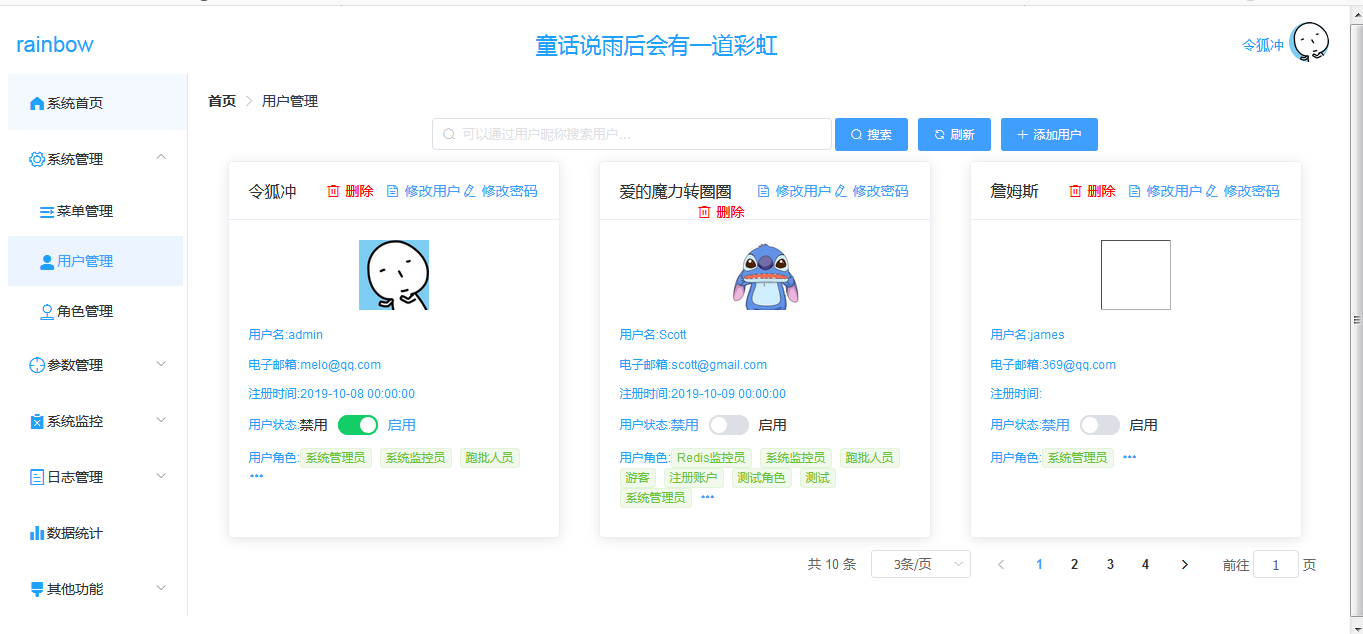 rainbow
童话说雨后会有一道彩虹
令狐冲
系统首页
系统管理
菜单管理
用户管理
角色管理
参数管理
系统监控
日志管理
数据统计
其他功能
首页 > 用户管理
可以通过用户昵称搜索用户...
搜索
刷新
添加用户
令狐冲 删除 修改用户 修改密码
用户名:admin
电子邮箱:melo@qq.com
注册时间:2019-10-08 00:00:00
用户状态:禁用 启用
用户角色: 系统管理员 系统监控员 跑批人员
•••
爱的魔力转圈圈 修改用户 修改密码
删除
用户名:Scott
电子邮箱:scott@gmail.com
注册时间:2019-10-09 00:00:00
用户状态:禁用 启用
用户角色: Redis监控员 系统监控员 跑批人员
游客 注册账户 测试角色 测试
系统管理员 •••
詹姆斯 删除 修改用户 修改密码
用户名:james
电子邮箱:369@qq.com
注册时间:
用户状态:禁用 启用
用户角色: 系统管理员 •••
共 10 条 3条/页 < 1 2 3 4 > 前往 1 页